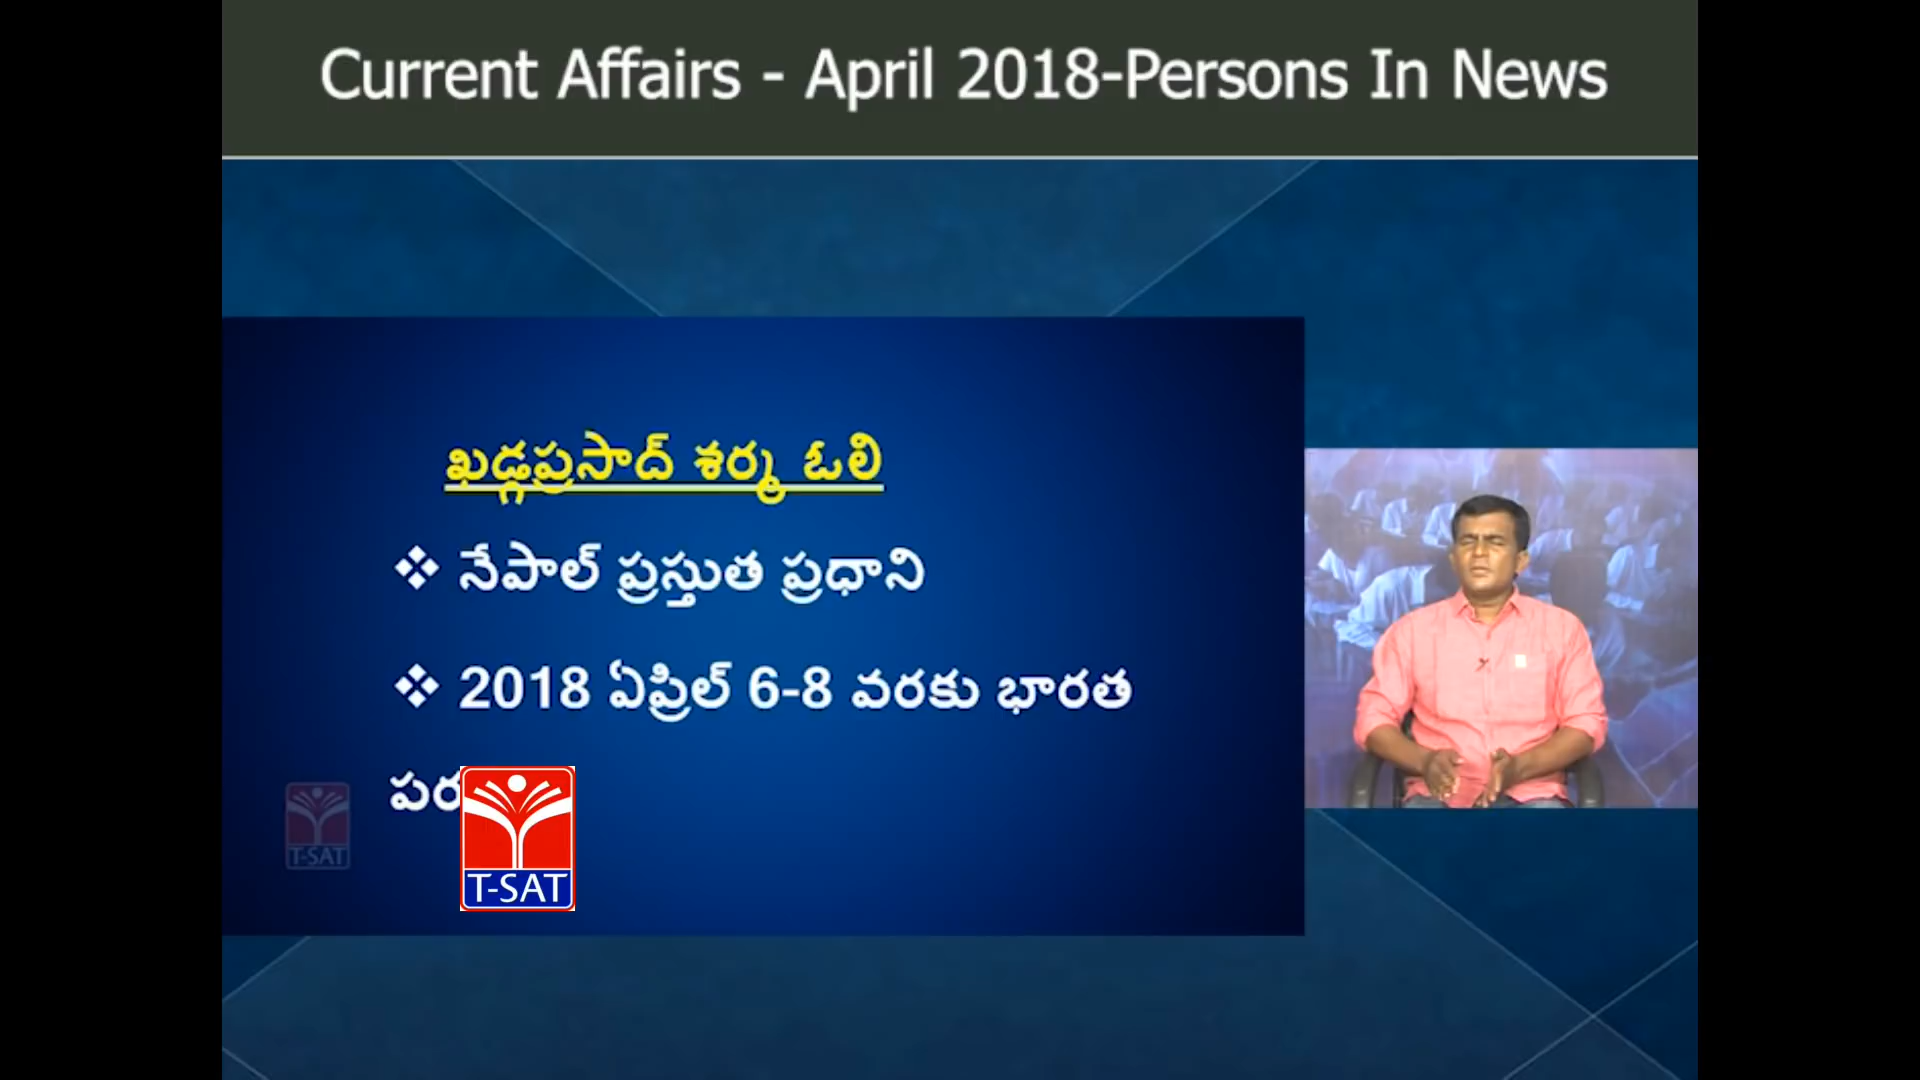 Current Affairs - April 2018-Persons In News
ఖడ్గప్రసాద్ శర్మ ఓలి
❖ నేపాల్ ప్రస్తుత ప్రధాని
❖ 2018 ఏప్రిల్ 6-8 వరకు భారత
T-SAT
T-SAT